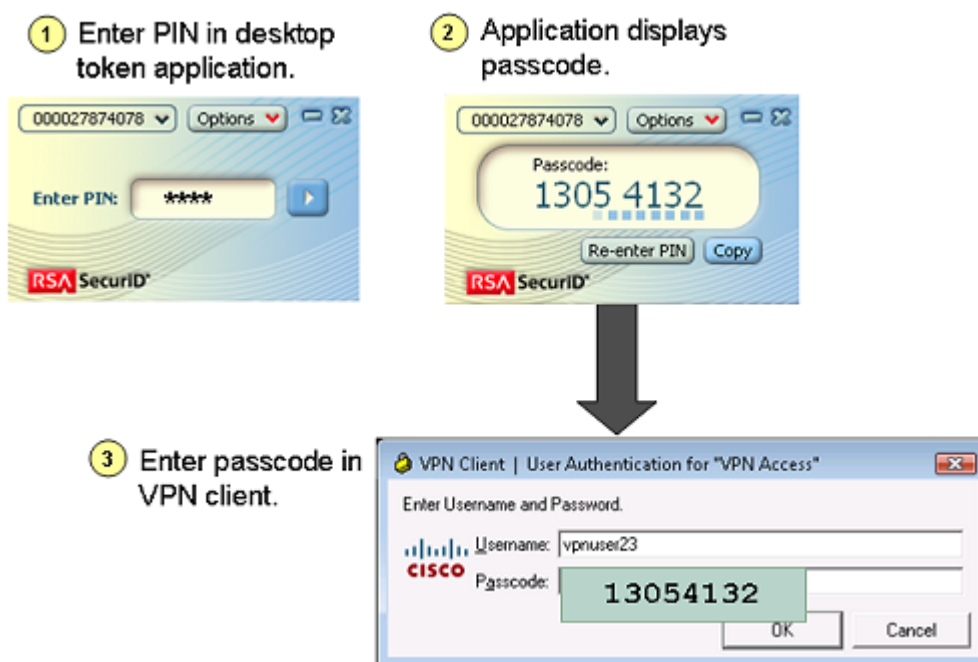 1 Enter PIN in desktop
token application.
000027874078 Options
Enter PIN: ****
RSA SecurID®
2 Application displays
passcode.
000027874078 Options
Passcode:
1305 4132
Re-enter PIN Copy
RSA SecurID®
3 Enter passcode in
VPN client.
VPN Client | User Authentication for "VPN Access"
Enter Username and Password.
CISCO
Username: vpnuser23
Passcode: 13054132
OK Cancel